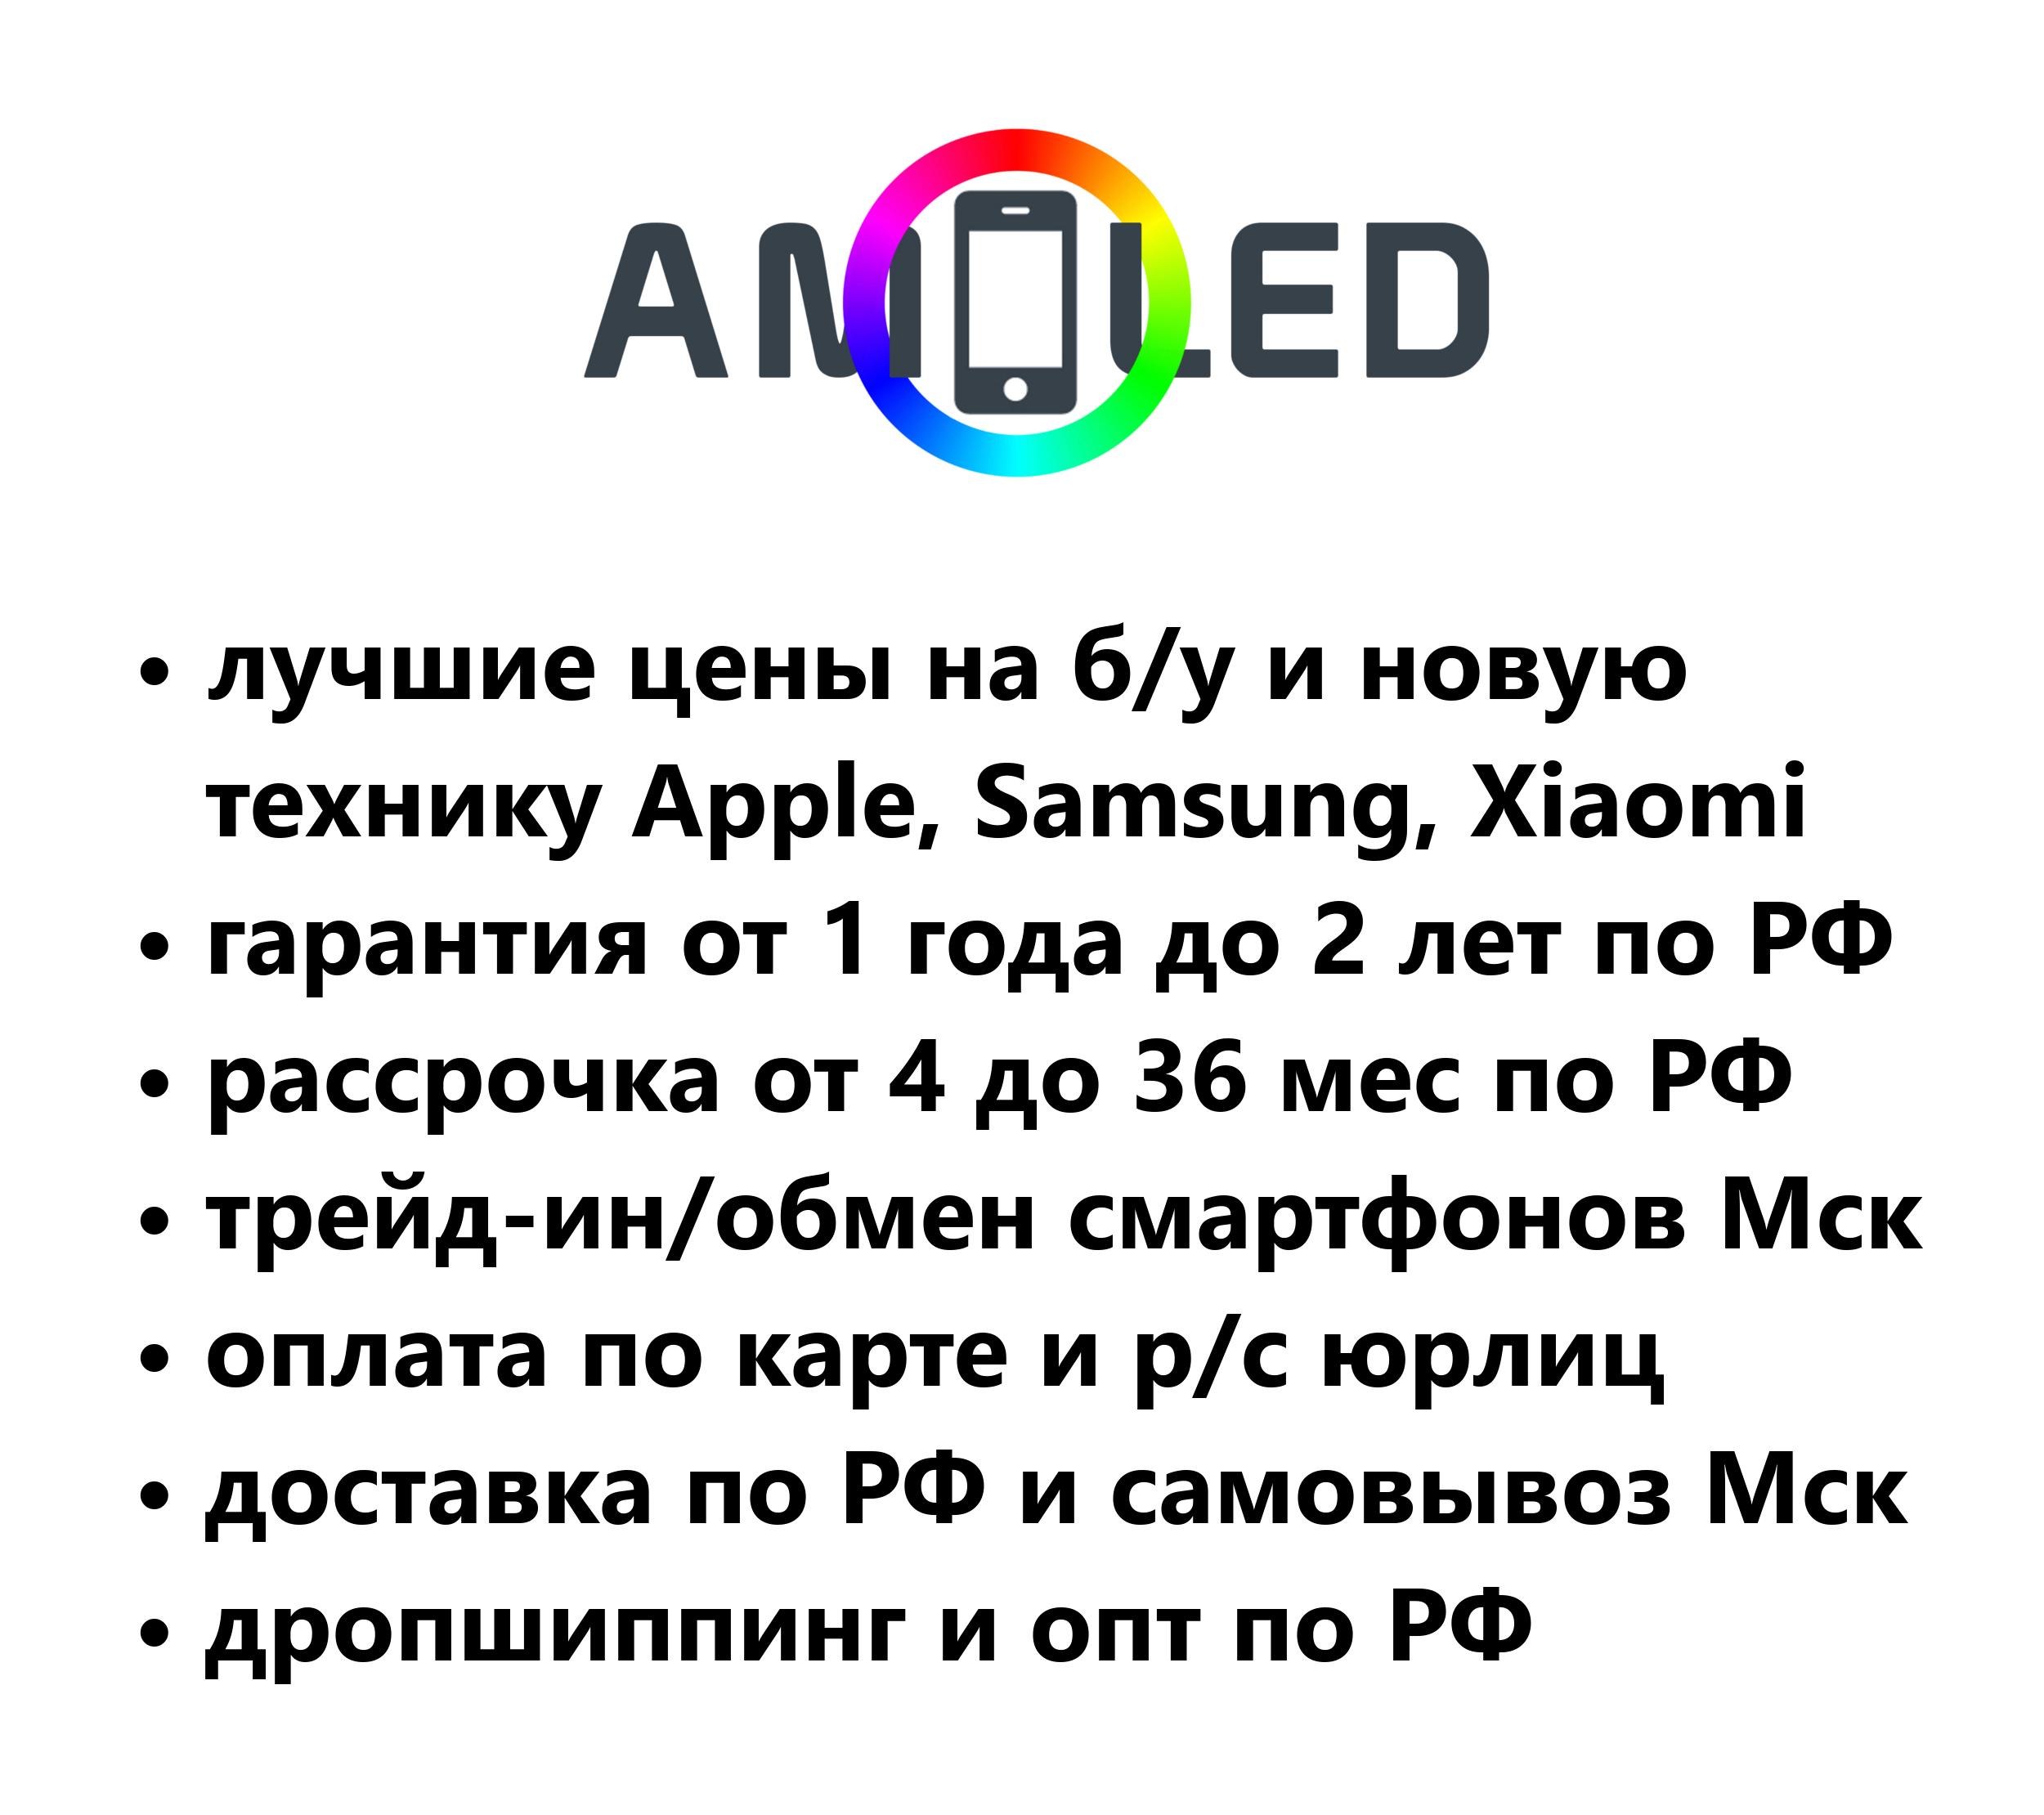 AMOLED
• лучшие цены на б/у и новую
технику Apple, Samsung, Xiaomi
• гарантия от 1 года до 2 лет по РФ
• рассрочка от 4 до 36 мес по РФ
• трейд-ин/обмен смартфонов Мск
• оплата по карте и р/с юрлиц
• доставка по РФ и самовывоз Мск
• дропшиппинг и опт по РФ